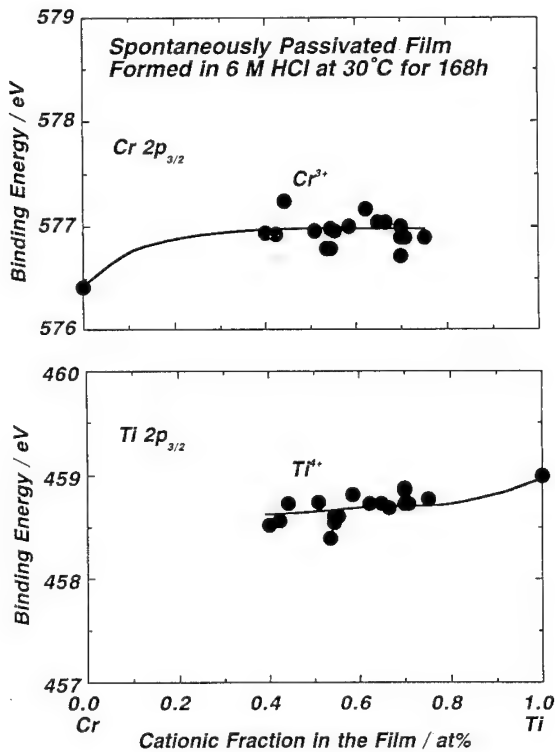 579
Spontaneously Passivated Film
Formed in 6 M HCl at 30°C for 168h
578
Cr 2p3/2
Cr3+
577
576
Binding Energy / eV
460
Ti 2p3/2
Ti4+
459
458
457
Binding Energy / eV
0.0 0.2 0.4 0.6 0.8 1.0
Cr Ti
Cationic Fraction in the Film / at%